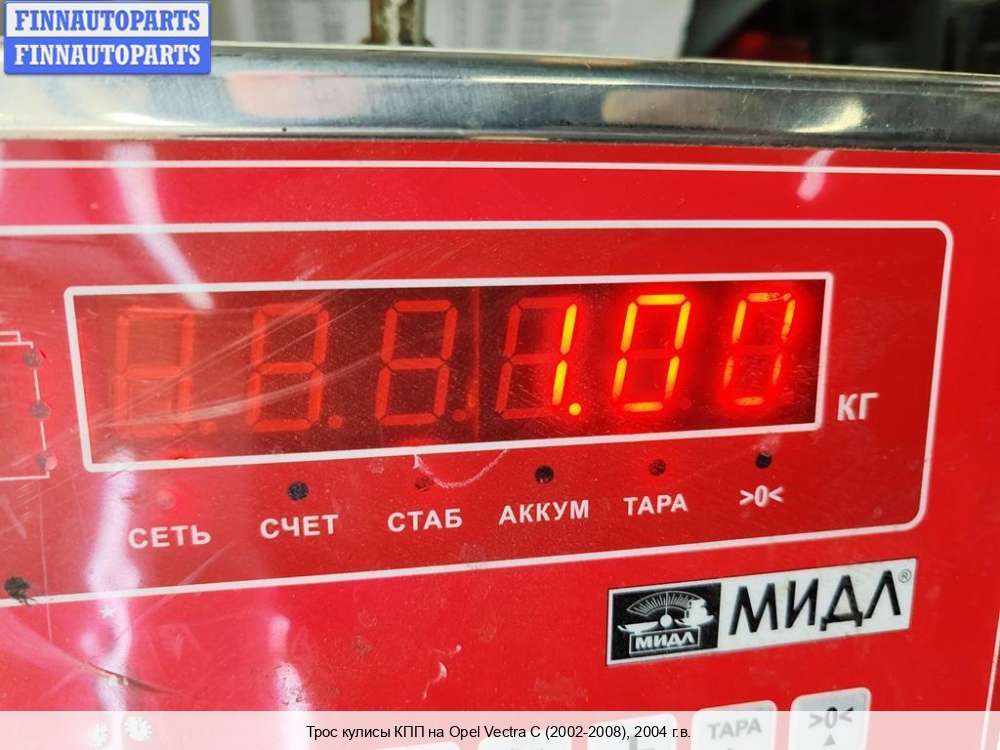 FINNAUTOPARTS
FINNAUTOPARTS
1.00
КГ
СЕТЬ СЧЕТ СТАБ АККУМ ТАРА >0<
МИДЛ МИДЛ®
ТАРА >0<
Трос кулисы КПП на Opel Vectra C (2002-2008), 2004 г.в.